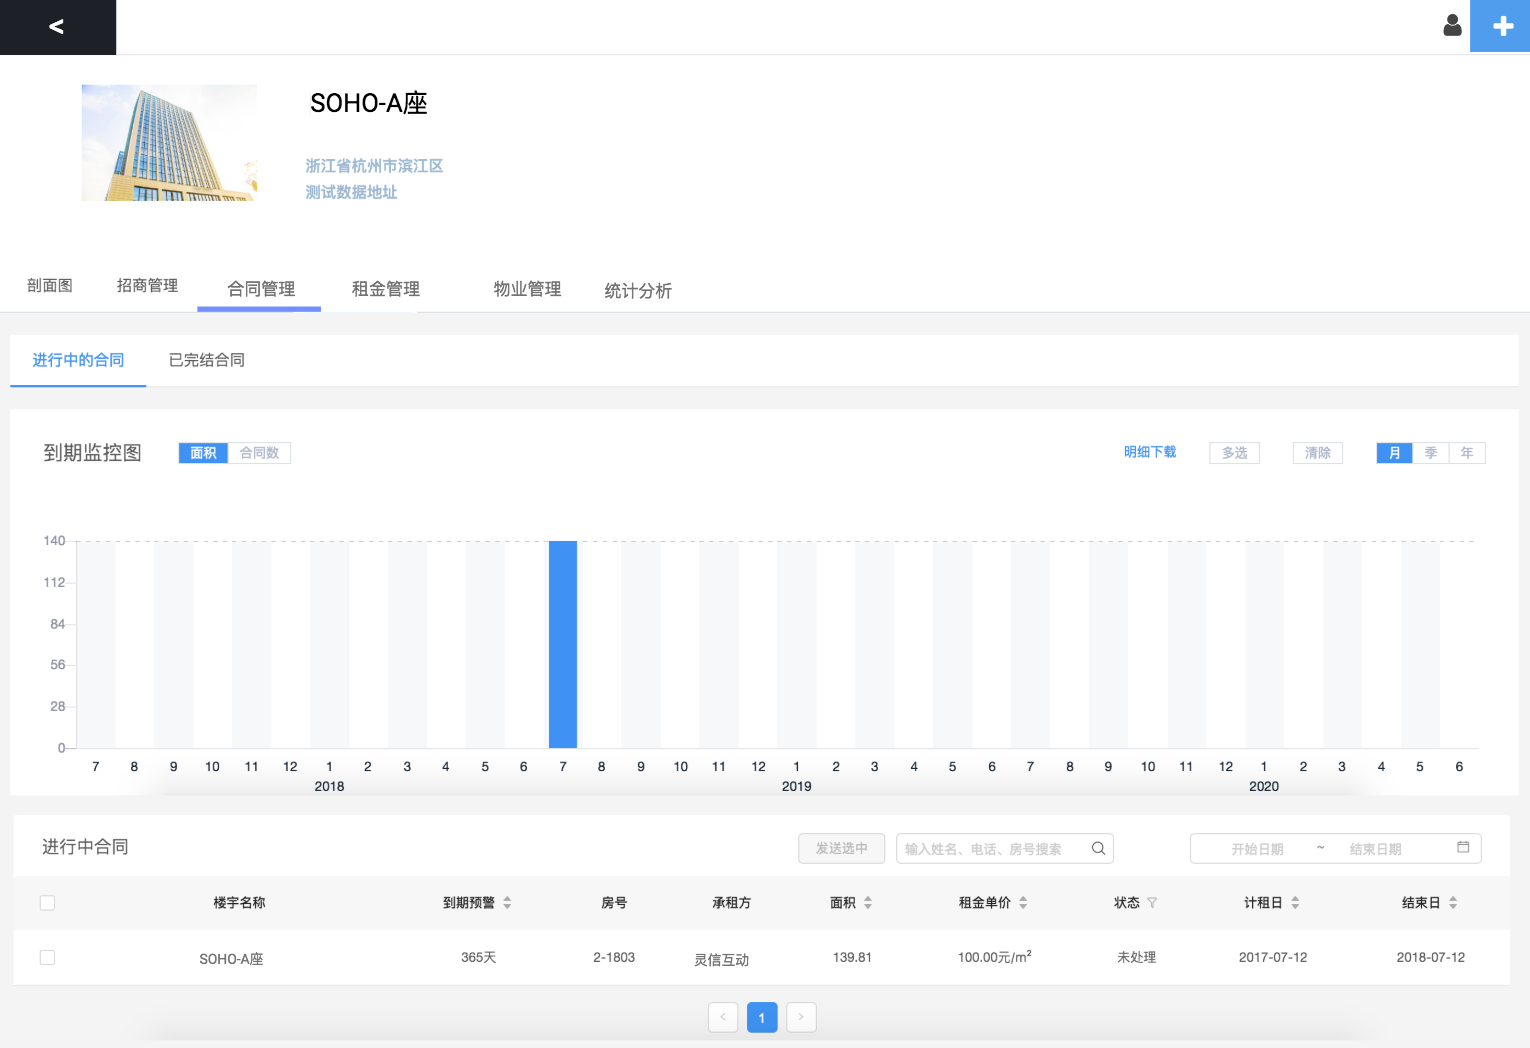 <
SOHO-A座
浙江省杭州市滨江区
测试数据地址
剖面图 招商管理 合同管理 租金管理 物业管理 统计分析
进行中的合同 已完结合同
到期监控图 面积 合同数 明细下载 多选 清除 月 季 年
140
112
84
56
28
0
7 8 9 10 11 12 1 2 3 4 5 6 7 8 9 10 11 12 1 2 3 4 5 6 7 8 9 10 11 12 1 2 3 4 5 6
2018 2019 2020
进行中合同 发送选中 输入姓名、电话、房号搜索 开始日期 ~ 结束日期
楼宇名称 到期预警 房号 承租方 面积 租金单价 状态 计租日 结束日
SOHO-A座 365天 2-1803 灵信互动 139.81 100.00元/m² 未处理 2017-07-12 2018-07-12
< 1 >